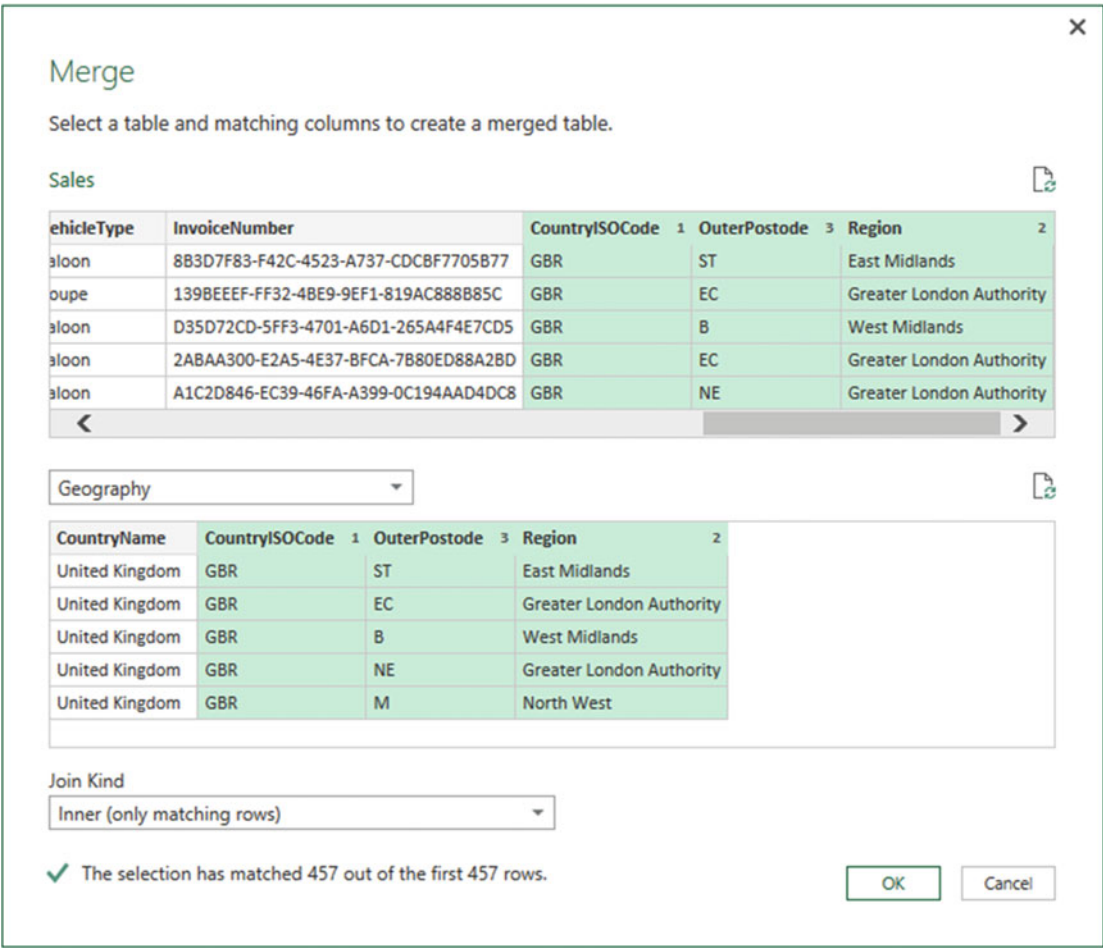 Merge
Select a table and matching columns to create a merged table.
Sales
ehicleType InvoiceNumber CountryISOCode 1 OuterPostode 3 Region 2
aloon 8B3D7F83-F42C-4523-A737-CDCBF7705B77 GBR ST East Midlands
oupe 139BEEEF-FF32-4BE9-9EF1-819AC888B85C GBR EC Greater London Authority
aloon D35D72CD-5FF3-4701-A6D1-265A4F4E7CD5 GBR B West Midlands
aloon 2ABAA300-E2A5-4E37-BFCA-7B80ED88A2BD GBR EC Greater London Authority
aloon A1C2D846-EC39-46FA-A399-0C194AAD4DC8 GBR NE Greater London Authority
Geography
CountryName CountryISOCode 1 OuterPostode 3 Region 2
United Kingdom GBR ST East Midlands
United Kingdom GBR EC Greater London Authority
United Kingdom GBR B West Midlands
United Kingdom GBR NE Greater London Authority
United Kingdom GBR M North West
Join Kind
Inner (only matching rows)
The selection has matched 457 out of the first 457 rows.
OK Cancel